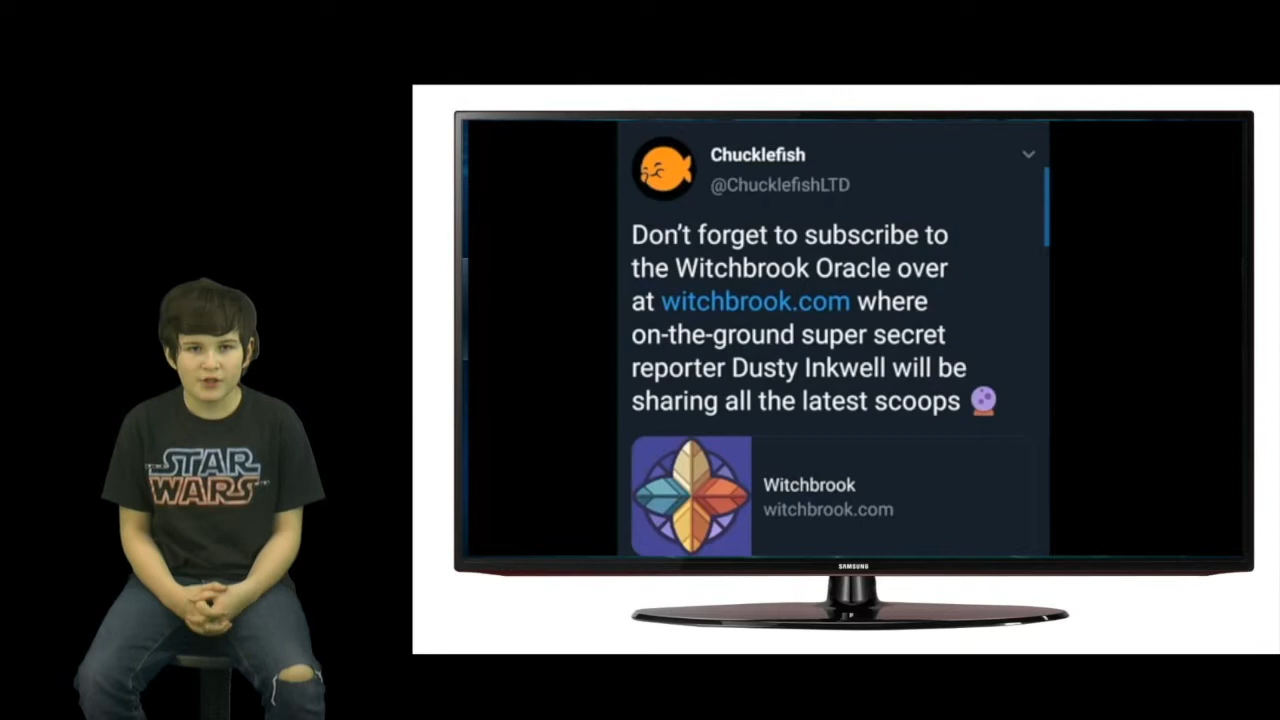 STAR
WARS
Chucklefish
@ChucklefishLTD
Don't forget to subscribe to
the Witchbrook Oracle over
at witchbrook.com where
on-the-ground super secret
reporter Dusty Inkwell will be
sharing all the latest scoops
Witchbrook
witchbrook.com
SAMSUNG